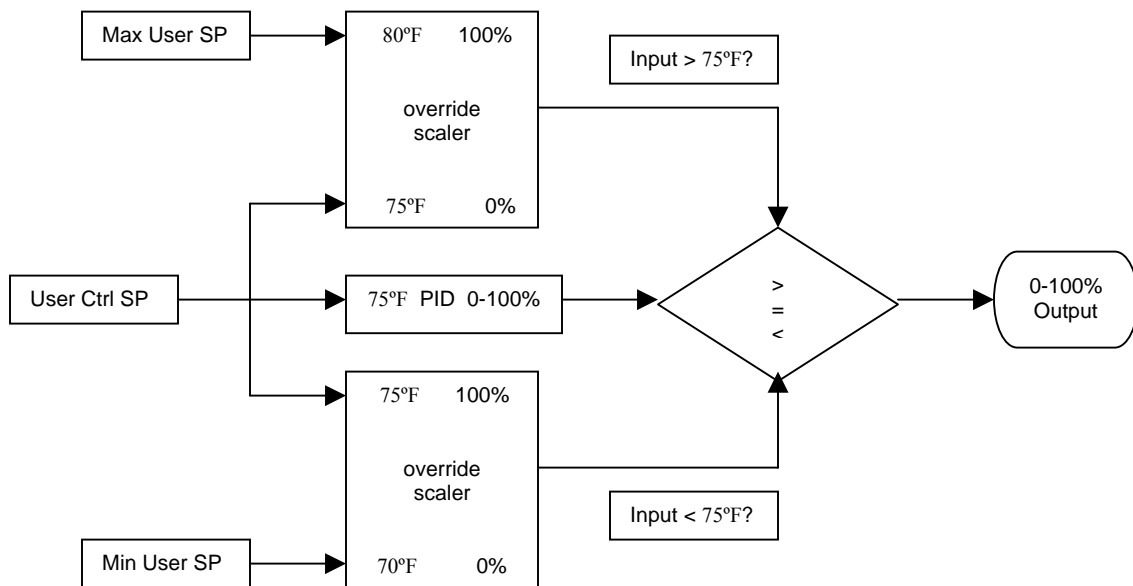 Max User SP
80ºF 100%
override
scaler
75ºF 0%
Input > 75ºF?
User Ctrl SP
75ºF PID 0-100%
>
=
<
0-100%
Output
75ºF 100%
override
scaler
70ºF 0%
Input < 75ºF?
Min User SP